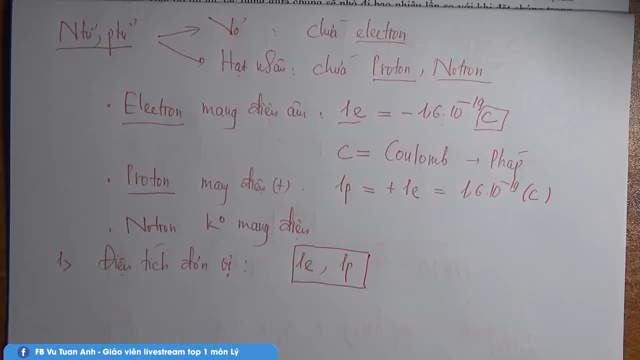 Ntử, ptử
Vỏ : chứa electron
Hạt nhân: chứa Proton, Notron
. Electron mang điện âm. 1e = -1,6.10⁻¹⁹ C
C = Coulomb → Pháp
. Proton mang điện (+). 1p = +1e = 1,6.10⁻¹⁹ (C)
. Notron k° mang điện
1> Điện tích đơn vị : 1e, 1p
FB Vu Tuan Anh - Giáo viên livestream top 1 môn Lý